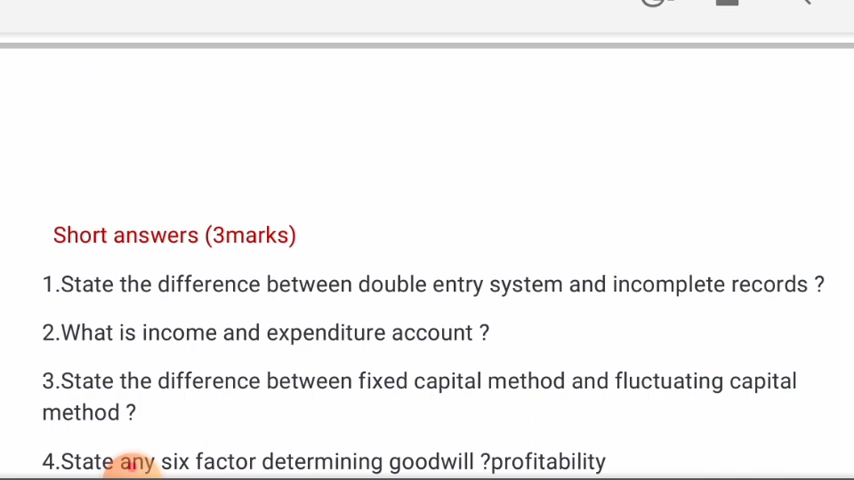 Short answers (3marks)
1.State the difference between double entry system and incomplete records ?
2.What is income and expenditure account ?
3.State the difference between fixed capital method and fluctuating capital
method ?
4.State any six factor determining goodwill ?profitability